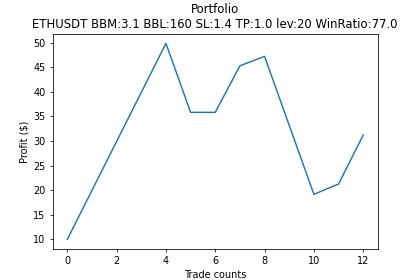 Portfolio
ETHUSDT BBM:3.1 BBL:160 SL:1.4 TP:1.0 lev:20 WinRatio:77.0
50
45
40
35
30
25
20
15
10
Profit ($)
0 2 4 6 8 10 12
Trade counts